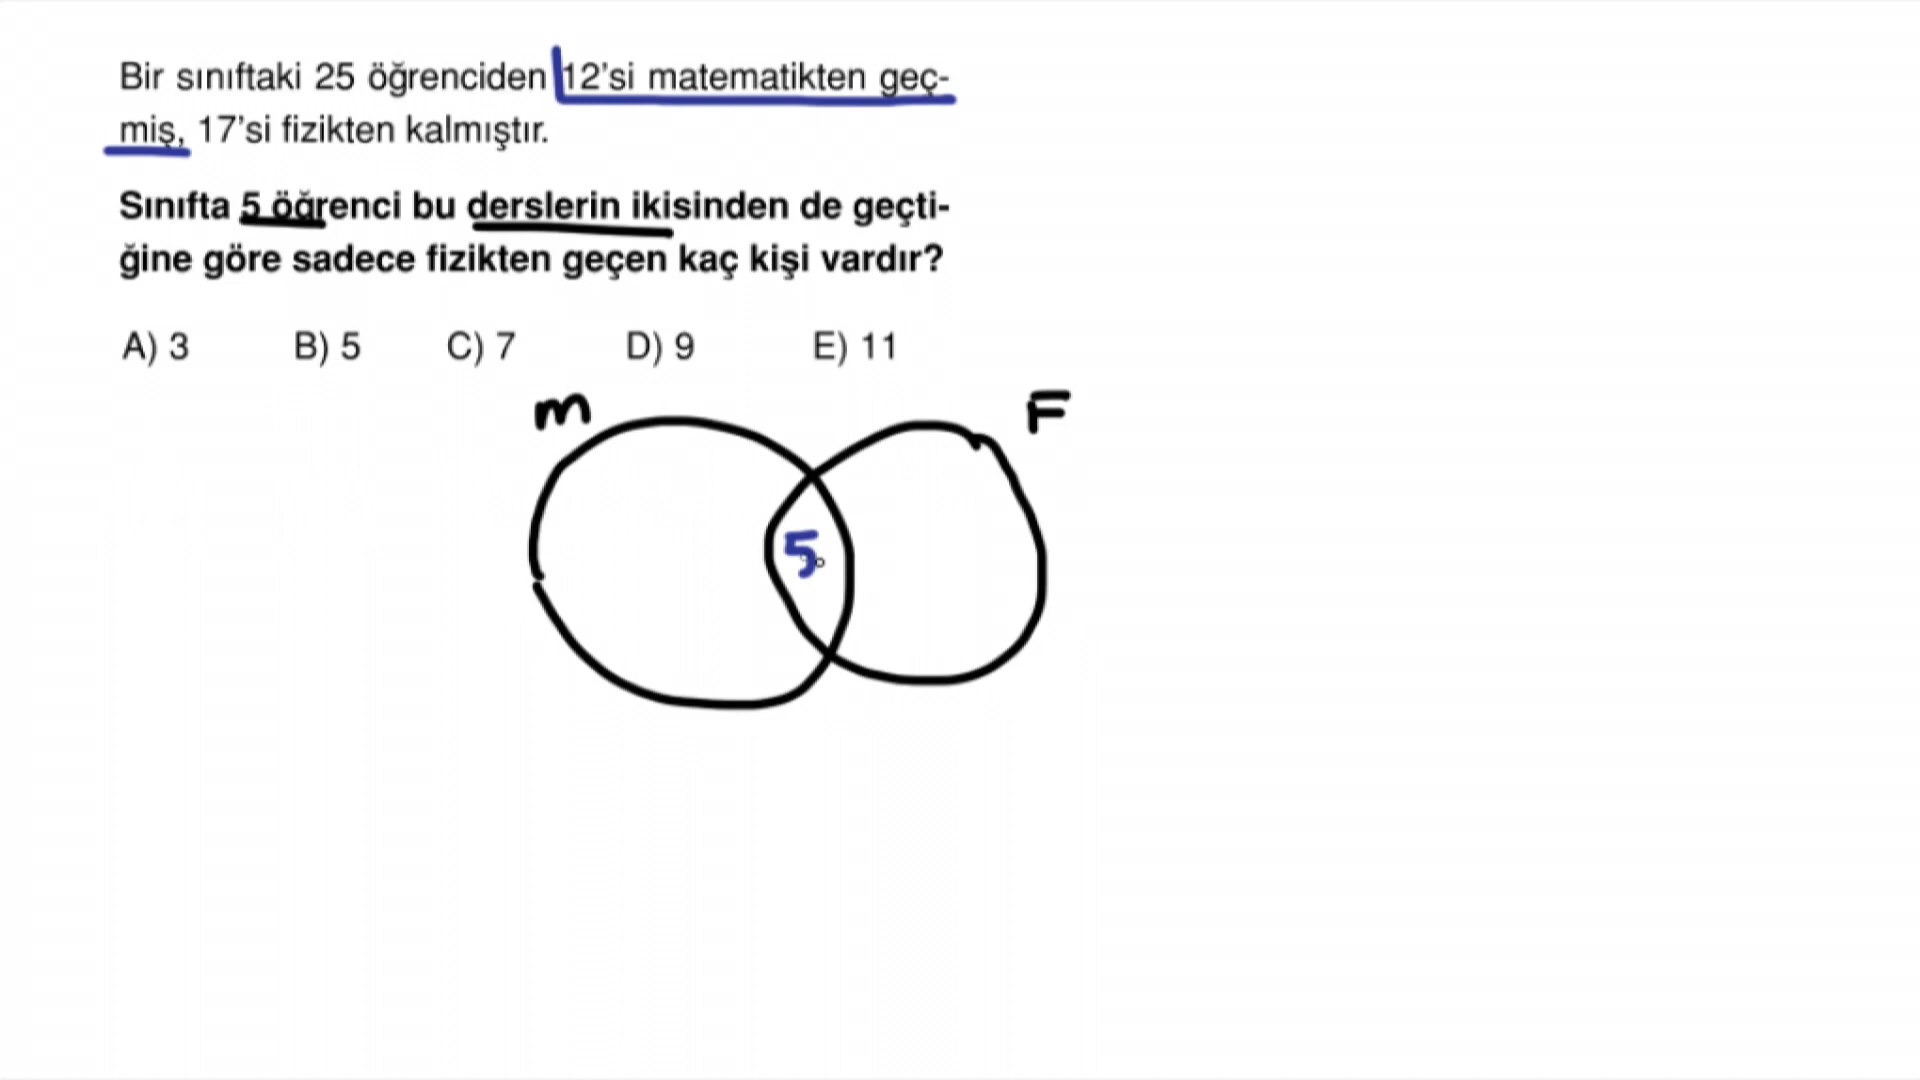 Bir sınıftaki 25 öğrenciden 12'si matematikten geç-
miş, 17'si fizikten kalmıştır.
Sınıfta 5 öğrenci bu derslerin ikisinden de geçti-
ğine göre sadece fizikten geçen kaç kişi vardır?
A) 3 B) 5 C) 7 D) 9 E) 11
m F
5